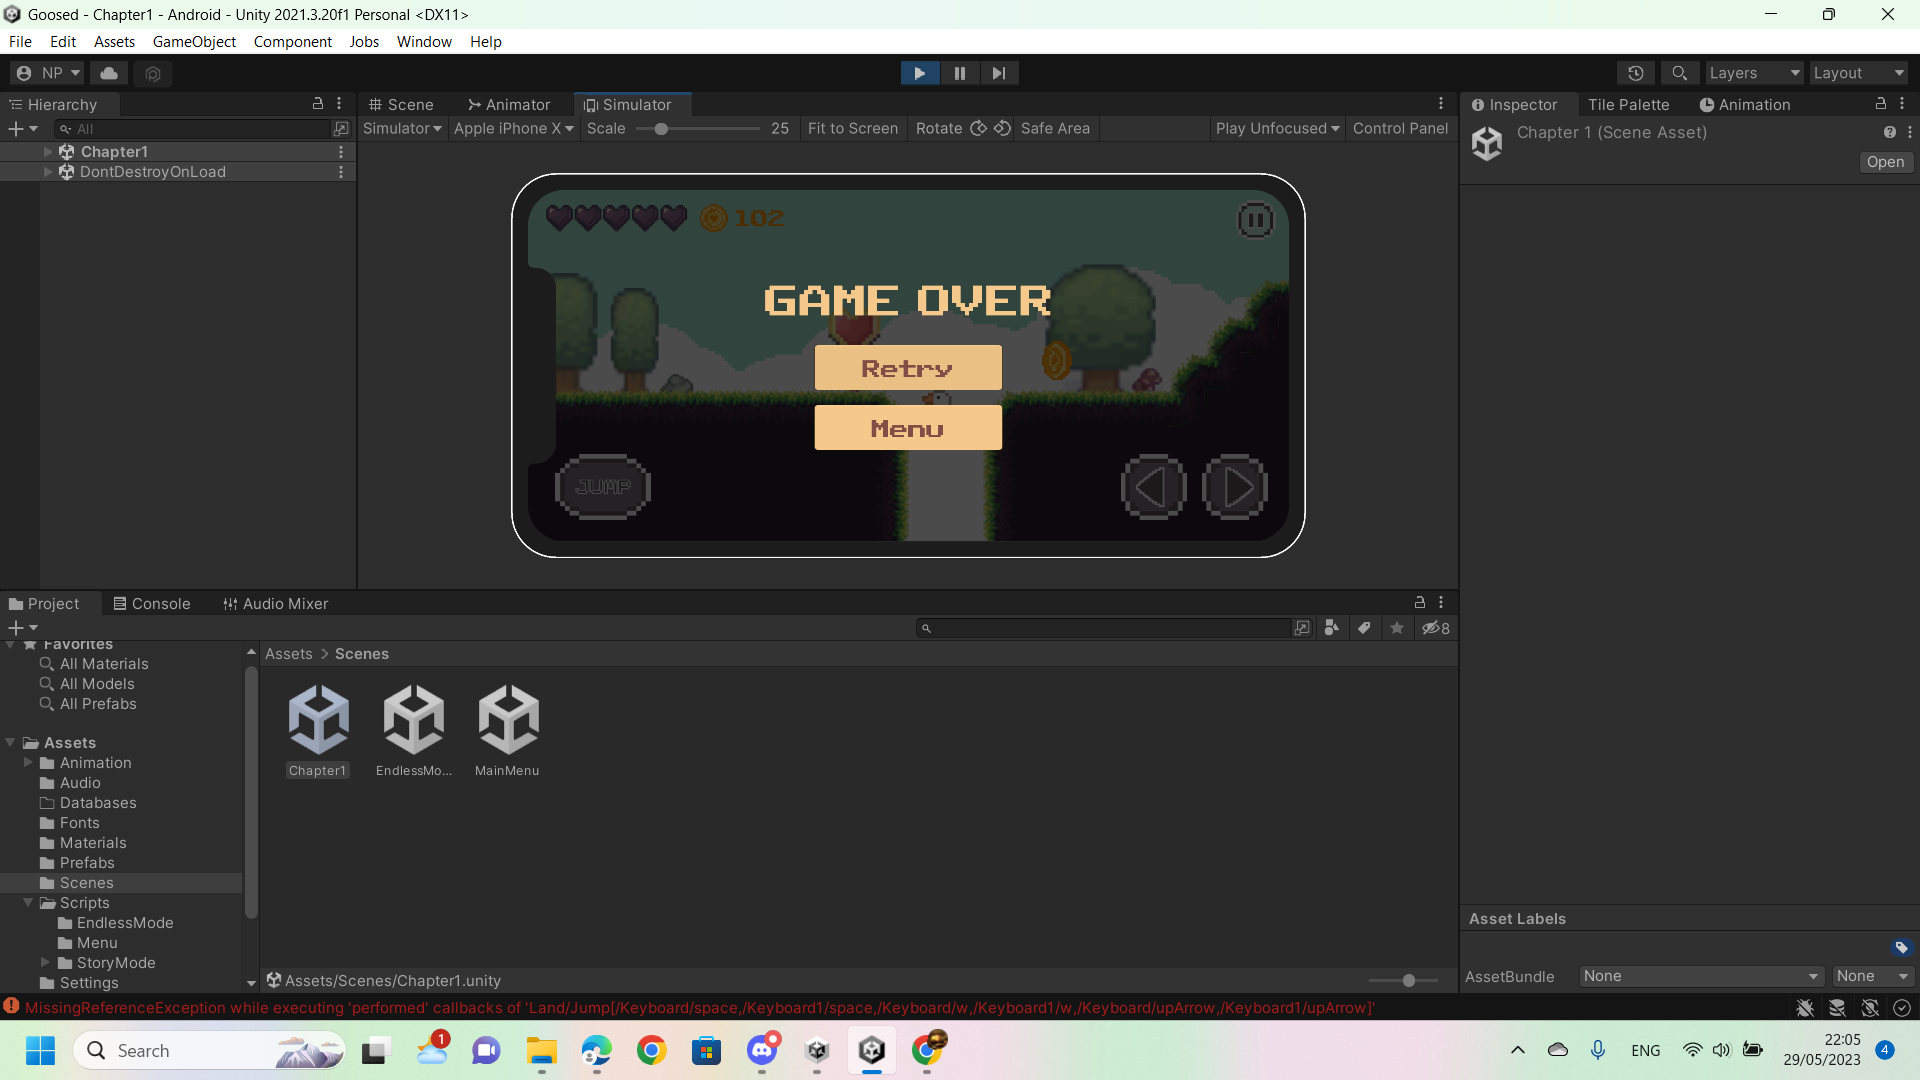 Goosed - Chapter1 - Android - Unity 2021.3.20f1 Personal <DX11>
File Edit Assets GameObject Component Jobs Window Help
NP
Layers Layout
Hierarchy
Scene Animator Simulator
Inspector Tile Palette Animation
All
Simulator Apple iPhone X Scale 25 Fit to Screen Rotate Safe Area Play Unfocused Control Panel
Chapter 1 (Scene Asset)
Open
Chapter1
DontDestroyOnLoad
102
GAME OVER
Retry
Menu
JUMP
Project Console Audio Mixer
8
Favorites
All Materials
All Models
All Prefabs
Assets
Animation
Audio
Databases
Fonts
Materials
Prefabs
Scenes
Scripts
EndlessMode
Menu
StoryMode
Settings
Assets > Scenes
Chapter1 EndlessMo... MainMenu
Assets/Scenes/Chapter1.unity
Asset Labels
AssetBundle None None
MissingReferenceException while executing 'performed' callbacks of 'Land/Jump[/Keyboard/space,/Keyboard1/space,/Keyboard/w,/Keyboard1/w,/Keyboard/upArrow,/Keyboard1/upArrow]'
Search
1
ENG
22:05
29/05/2023
4